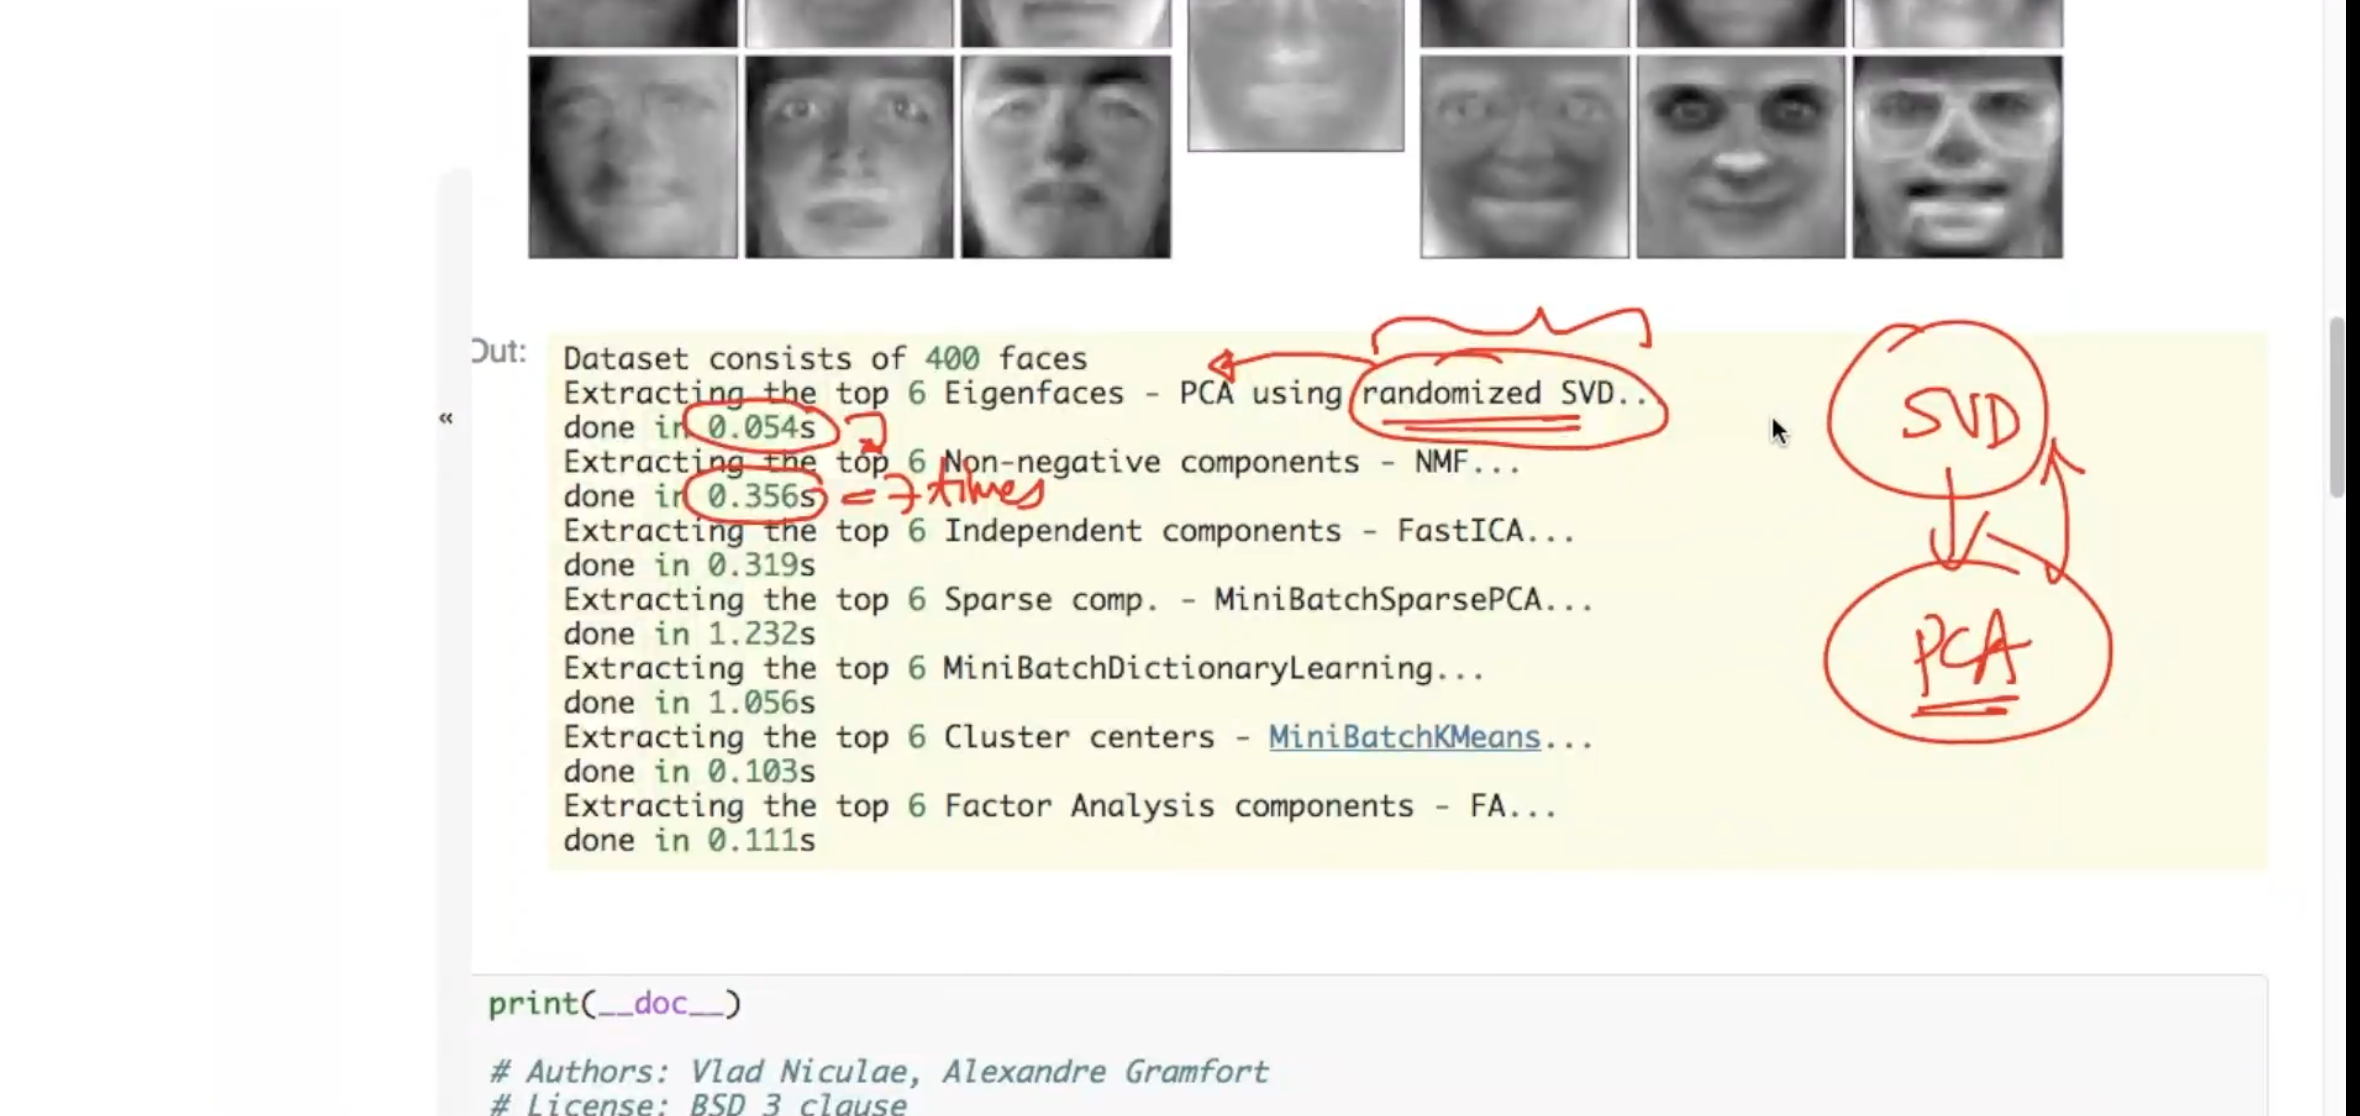 Out:
Dataset consists of 400 faces
Extracting the top 6 Eigenfaces - PCA using randomized SVD..
done in 0.054s
Extracting the top 6 Non-negative components - NMF...
done in 0.356s = 7 times
Extracting the top 6 Independent components - FastICA...
done in 0.319s
Extracting the top 6 Sparse comp. - MiniBatchSparsePCA...
done in 1.232s
Extracting the top 6 MiniBatchDictionaryLearning...
done in 1.056s
Extracting the top 6 Cluster centers - MiniBatchKMeans...
done in 0.103s
Extracting the top 6 Factor Analysis components - FA...
done in 0.111s
SVD
PCA
«
print(__doc__)
# Authors: Vlad Niculae, Alexandre Gramfort
# License: BSD 3 clause